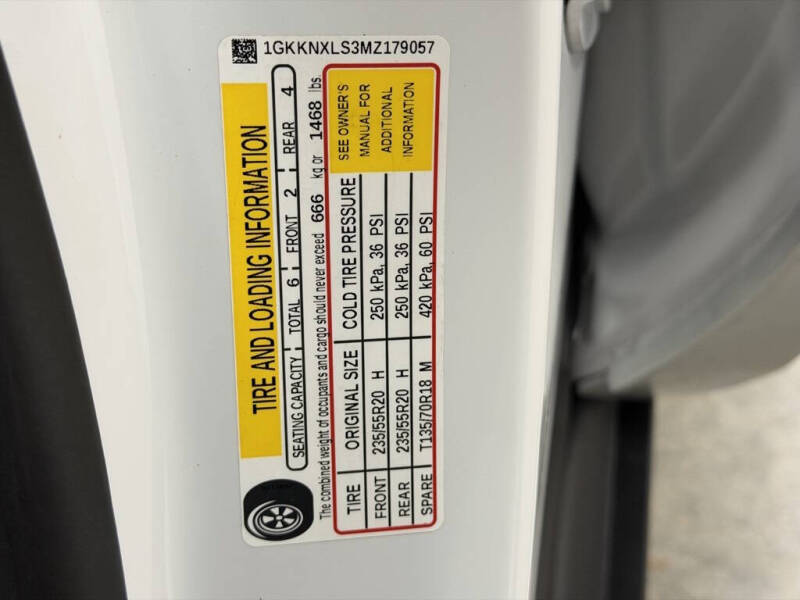 1GKKNXLS3MZ179057
TIRE AND LOADING INFORMATION
SEATING CAPACITY TOTAL 6 FRONT 2 REAR 4
The combined weight of occupants and cargo should never exceed 666 kg or 1468 lbs.
TIRE ORIGINAL SIZE COLD TIRE PRESSURE
FRONT 235/55R20 H 250 kPa, 36 PSI
REAR 235/55R20 H 250 kPa, 36 PSI
SPARE T135/70R18 M 420 kPa, 60 PSI
SEE OWNER'S
MANUAL FOR
ADDITIONAL
INFORMATION